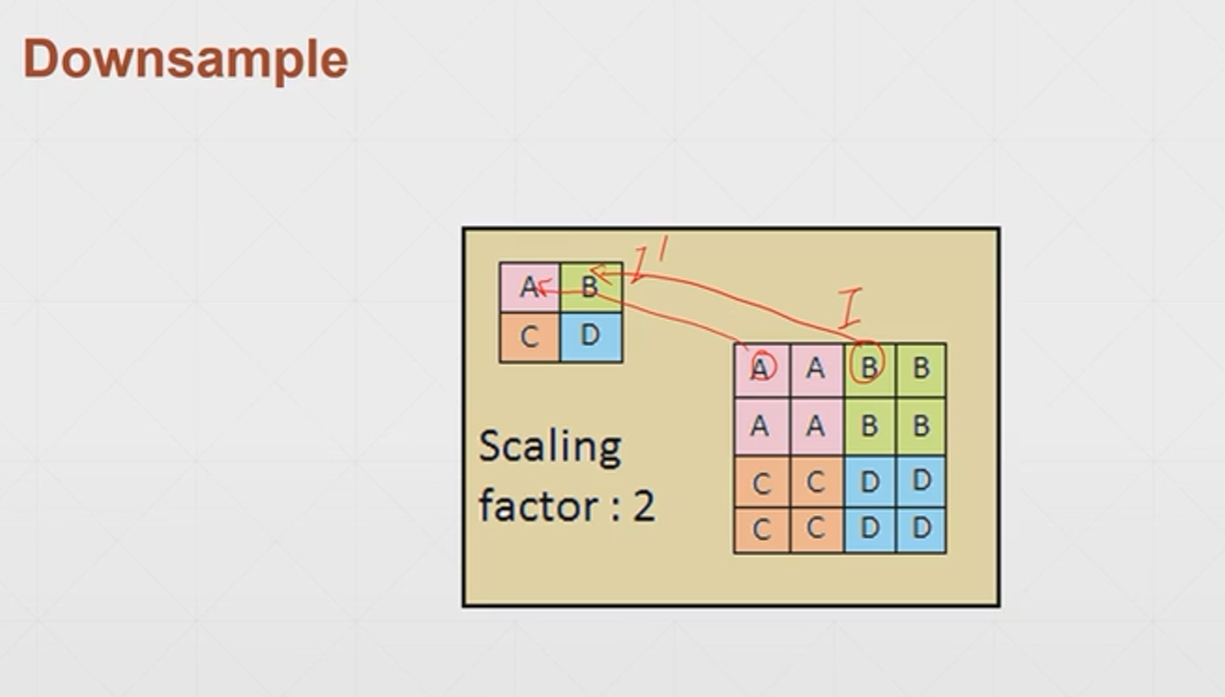 Downsample
I'
A B
I
C D
A A B B
A A B B
Scaling
factor : 2
C C D D
C C D D